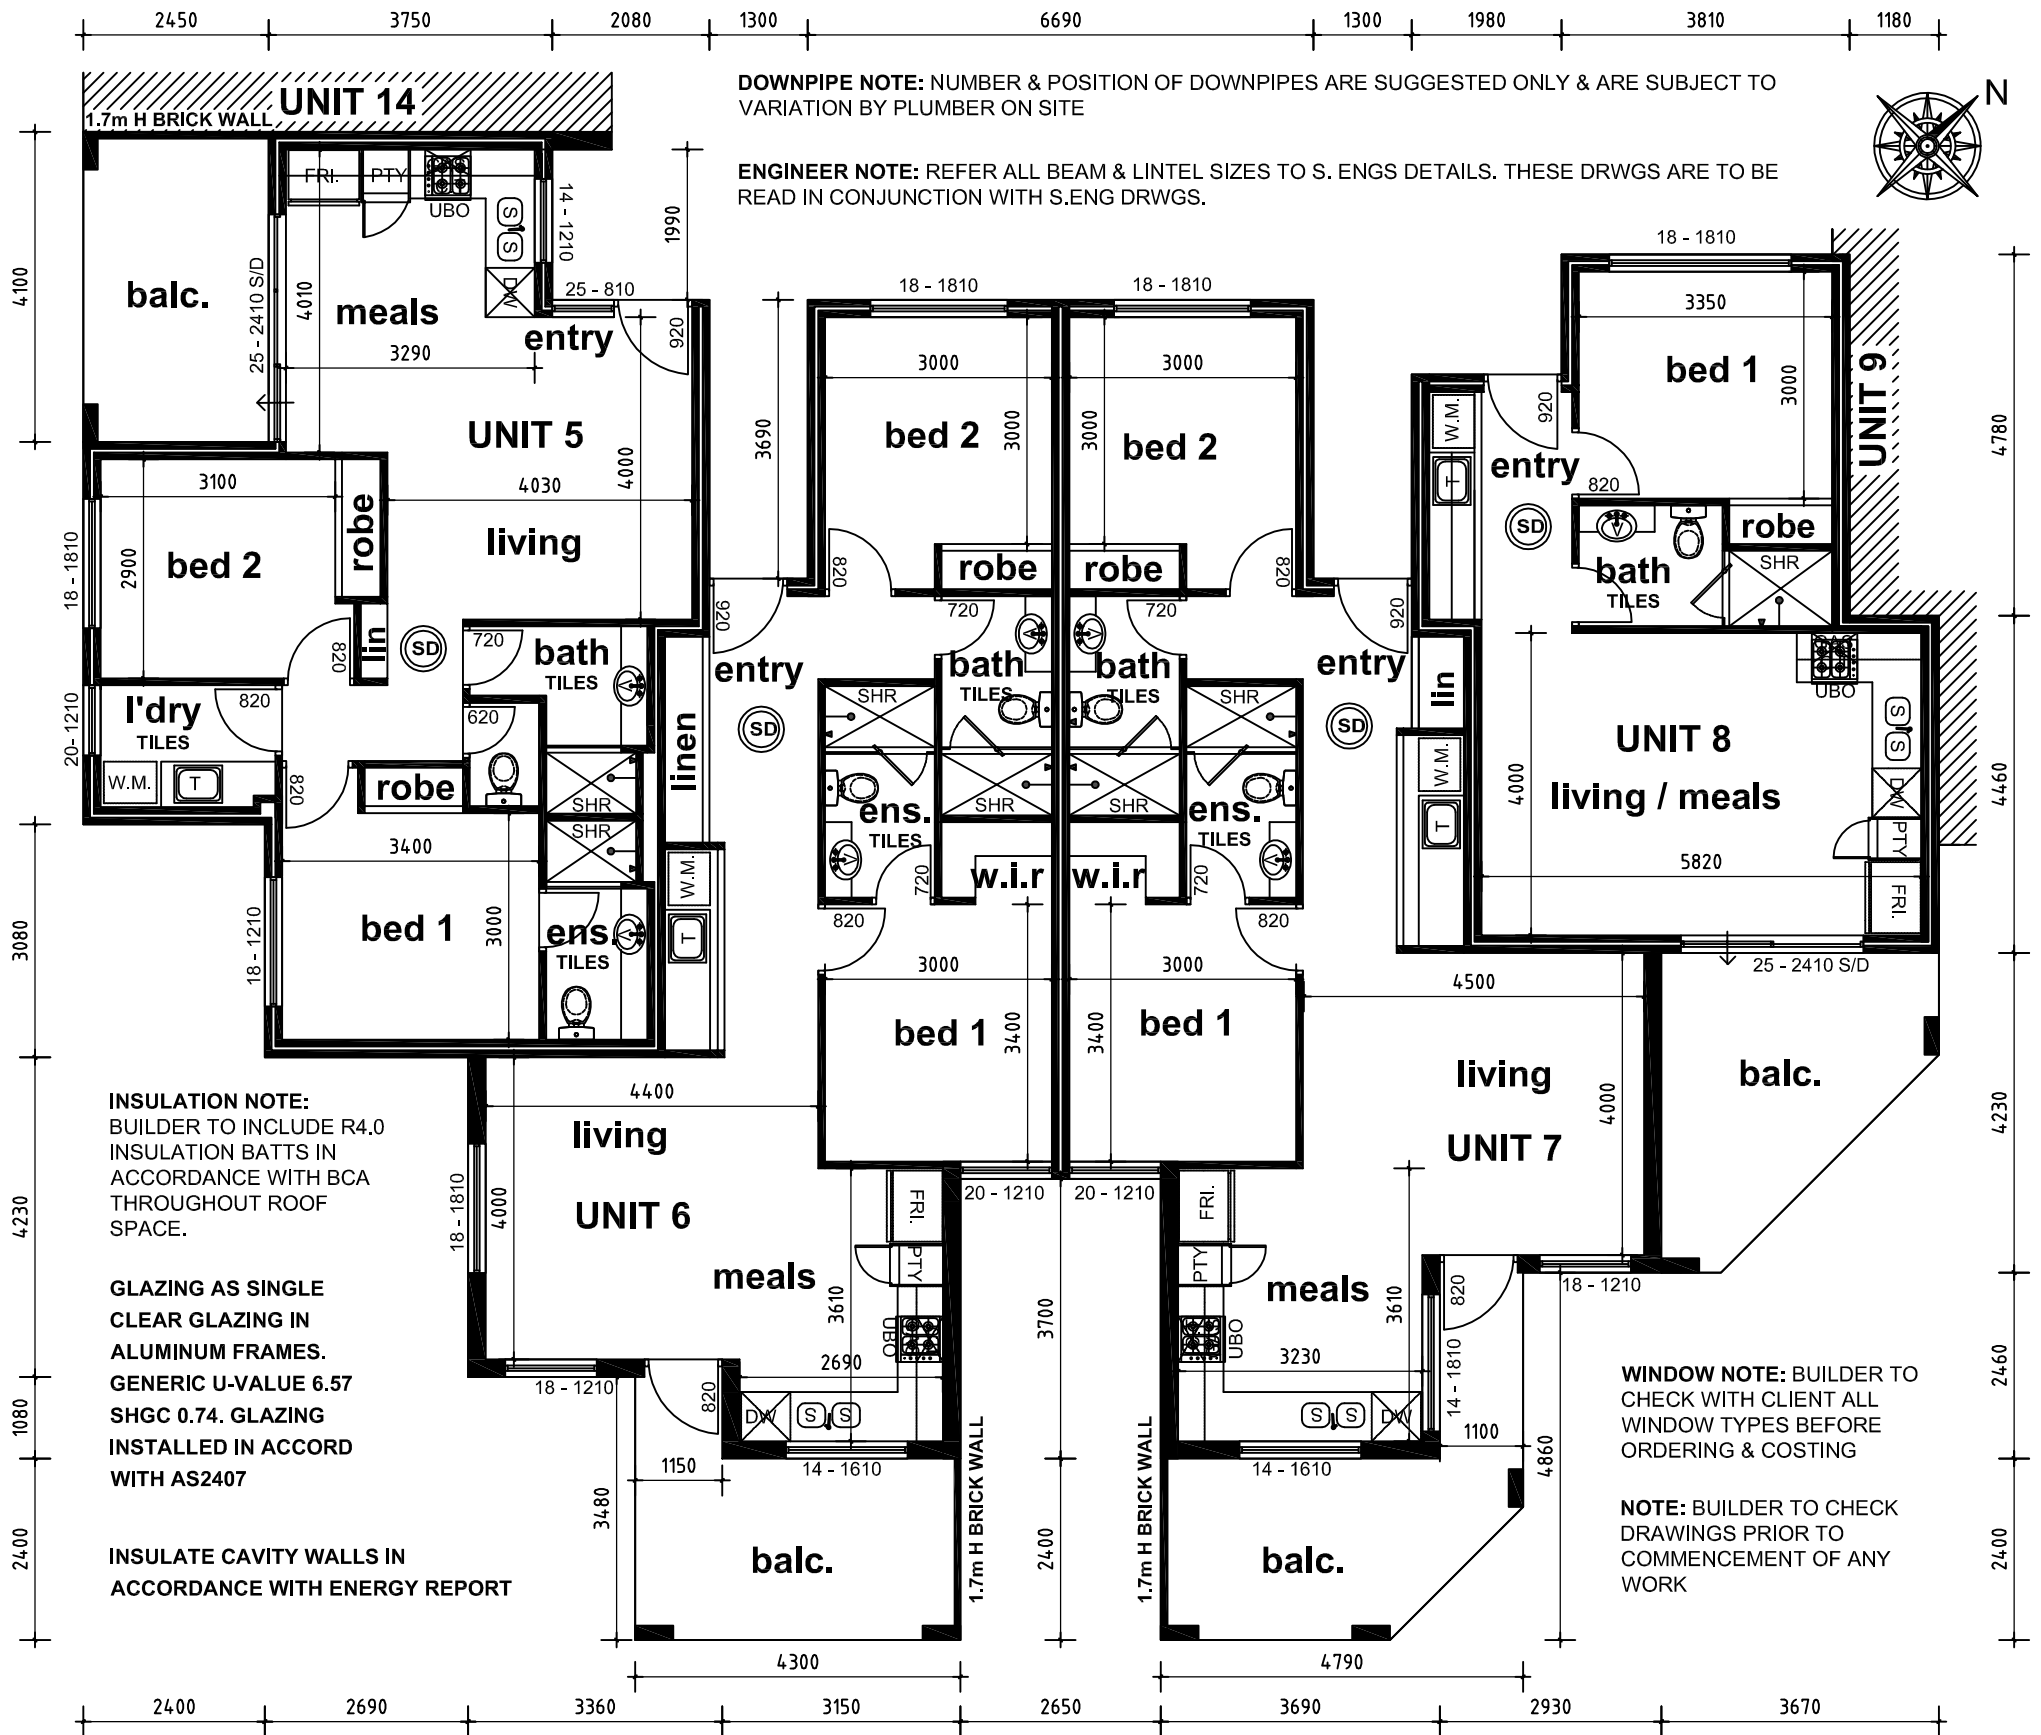 2450 3750 2080 1300 6690 1300 1980 3810 1180
DOWNPIPE NOTE: NUMBER & POSITION OF DOWNPIPES ARE SUGGESTED ONLY & ARE SUBJECT TO
VARIATION BY PLUMBER ON SITE
ENGINEER NOTE: REFER ALL BEAM & LINTEL SIZES TO S. ENGS DETAILS. THESE DRWGS ARE TO BE
READ IN CONJUNCTION WITH S.ENG DRWGS.
N
UNIT 14
1.7m H BRICK WALL
4100
balc.
25 - 2410 S/D
FRI.
PTY
UBO
S
S
DW
14 - 1210
1990
4010
meals
3290
25 - 810
entry
920
UNIT 5
4030
4000
living
3100
2900
bed 2
robe
18 - 1810
lin
SD
820
720
bath
TILES
620
l'dry
TILES
820
20- 1210
W.M.
T
820
robe
SHR
SHR
3400
bed 1
3000
ens.
TILES
18 - 1210
3080
3690
18 - 1810
3000
3000
bed 2
820
robe
920
entry
720
bath
TILES
SHR
SD
linen
W.M.
T
ens.
TILES
SHR
w.i.r
720
820
3000
bed 1
3400
18 - 1810
3000
3000
bed 2
robe
820
720
bath
TILES
SHR
920
entry
SD
lin
W.M.
T
SHR
ens.
TILES
w.i.r
720
820
3000
3400
bed 1
18 - 1810
3350
bed 1
3000
UNIT 9
W.M.
T
920
entry
820
SD
bath
TILES
robe
SHR
4780
UNIT 8
living / meals
4000
5820
UBO
S
S
DW
PTY
FRI.
4460
25 - 2410 S/D
4500
living
4000
UNIT 7
balc.
4230
INSULATION NOTE:
BUILDER TO INCLUDE R4.0
INSULATION BATTS IN
ACCORDANCE WITH BCA
THROUGHOUT ROOF
SPACE.
GLAZING AS SINGLE
CLEAR GLAZING IN
ALUMINUM FRAMES.
GENERIC U-VALUE 6.57
SHGC 0.74. GLAZING
INSTALLED IN ACCORD
WITH AS2407
INSULATE CAVITY WALLS IN
ACCORDANCE WITH ENERGY REPORT
4230
1080
2400
4400
living
18 - 1810
4000
UNIT 6
meals
FRI.
PTY
3610
UBO
2690
18 - 1210
820
DW
S
S
14 - 1610
1150
3480
balc.
1.7m H BRICK WALL
20 - 1210
20 - 1210
3700
2400
1.7m H BRICK WALL
FRI.
PTY
meals
3610
UBO
3230
S
S
DW
14 - 1810
820
18 - 1210
14 - 1610
1100
4860
balc.
WINDOW NOTE: BUILDER TO
CHECK WITH CLIENT ALL
WINDOW TYPES BEFORE
ORDERING & COSTING
NOTE: BUILDER TO CHECK
DRAWINGS PRIOR TO
COMMENCEMENT OF ANY
WORK
2460
2400
4300 4790
2400 2690 3360 3150 2650 3690 2930 3670